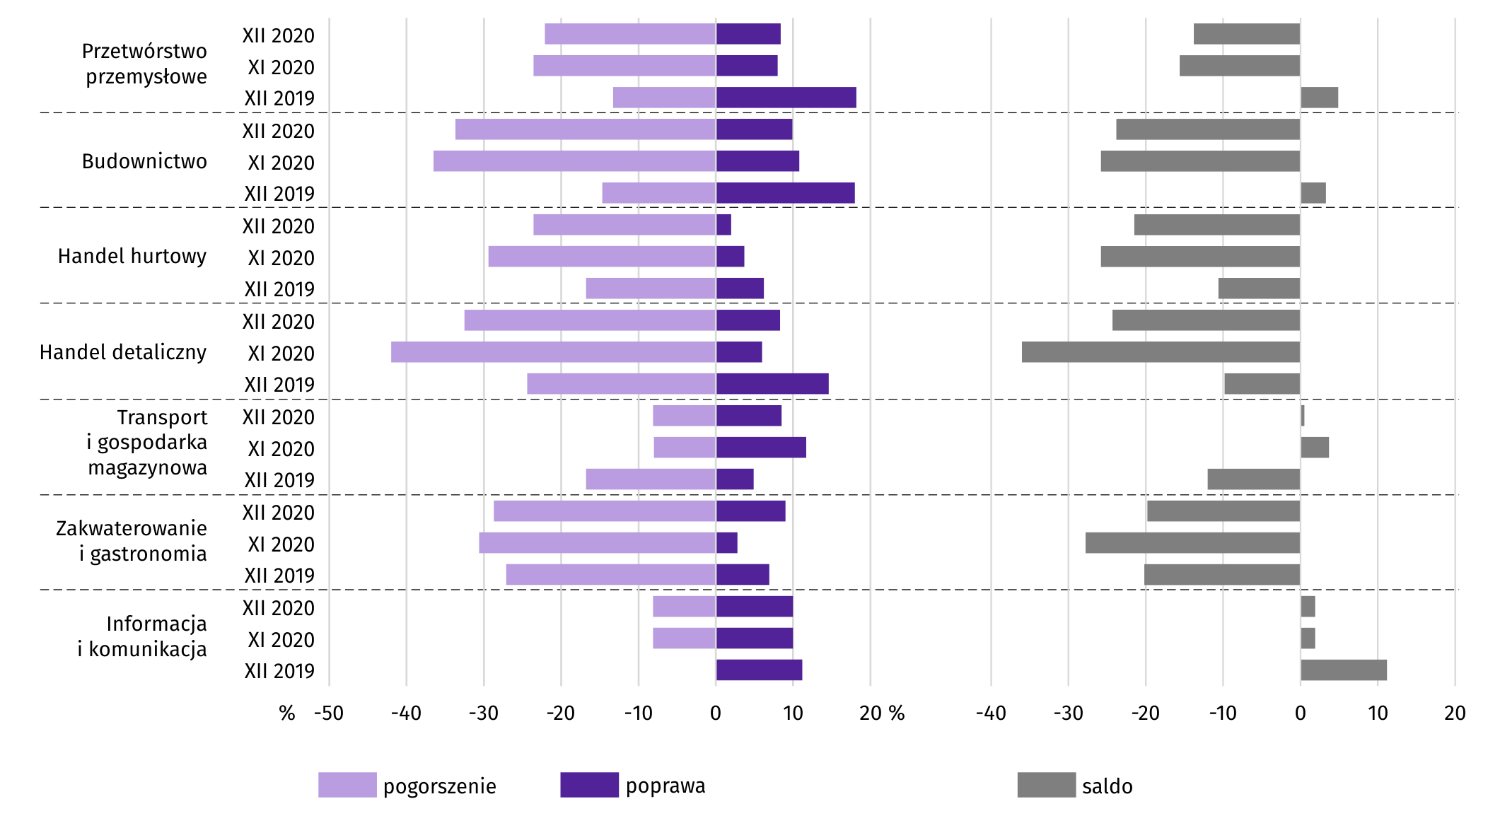 Przetwórstwo
przemysłowe
XII 2020
XI 2020
XII 2019
Budownictwo
XII 2020
XI 2020
XII 2019
Handel hurtowy
XII 2020
XI 2020
XII 2019
Handel detaliczny
XII 2020
XI 2020
XII 2019
Transport
i gospodarka
magazynowa
XII 2020
XI 2020
XII 2019
Zakwaterowanie
i gastronomia
XII 2020
XI 2020
XII 2019
Informacja
i komunikacja
XII 2020
XI 2020
XII 2019
% -50 -40 -30 -20 -10 0 10 20 % -40 -30 -20 -10 0 10 20
pogorszenie poprawa saldo